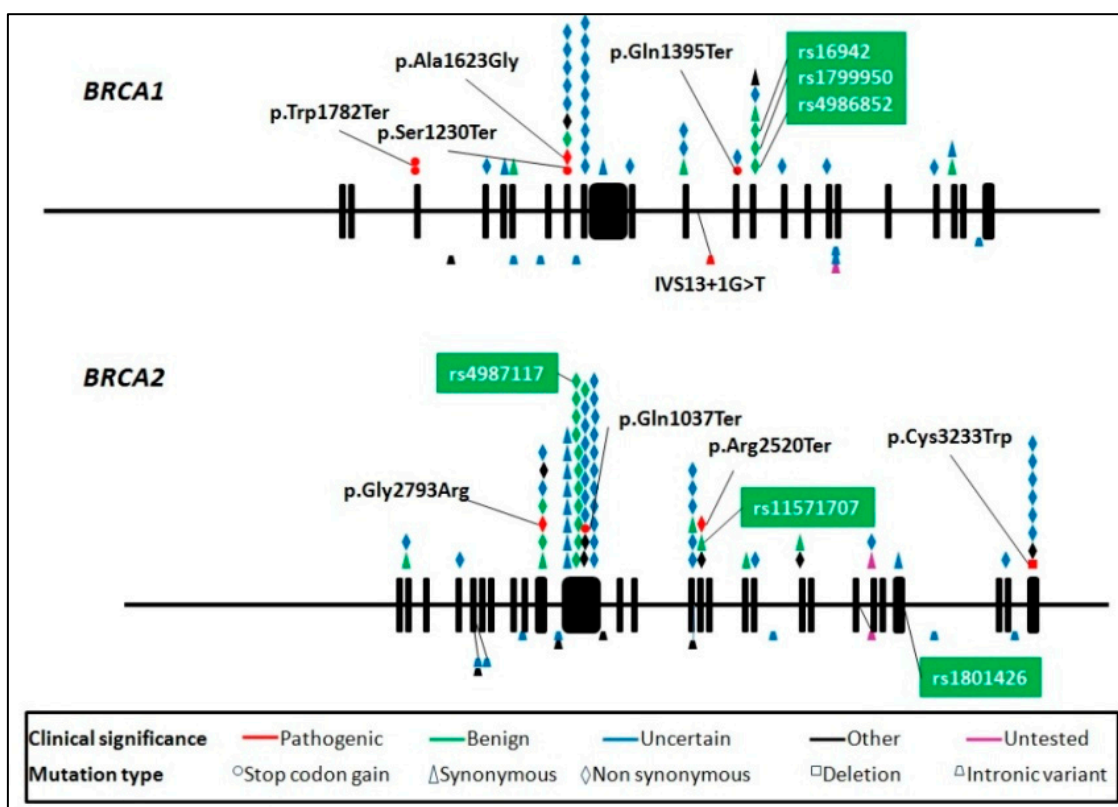 BRCA1
p.Ala1623Gly
p.Gln1395Ter
rs16942
rs1799950
rs4986852
p.Trp1782Ter
p.Ser1230Ter
IVS13+1G>T
BRCA2
rs4987117
p.Gln1037Ter
p.Arg2520Ter
p.Cys3233Trp
p.Gly2793Arg
rs11571707
rs1801426
Clinical significance Pathogenic Benign Uncertain Other Untested
Mutation type Stop codon gain Synonymous Non synonymous Deletion Intronic variant